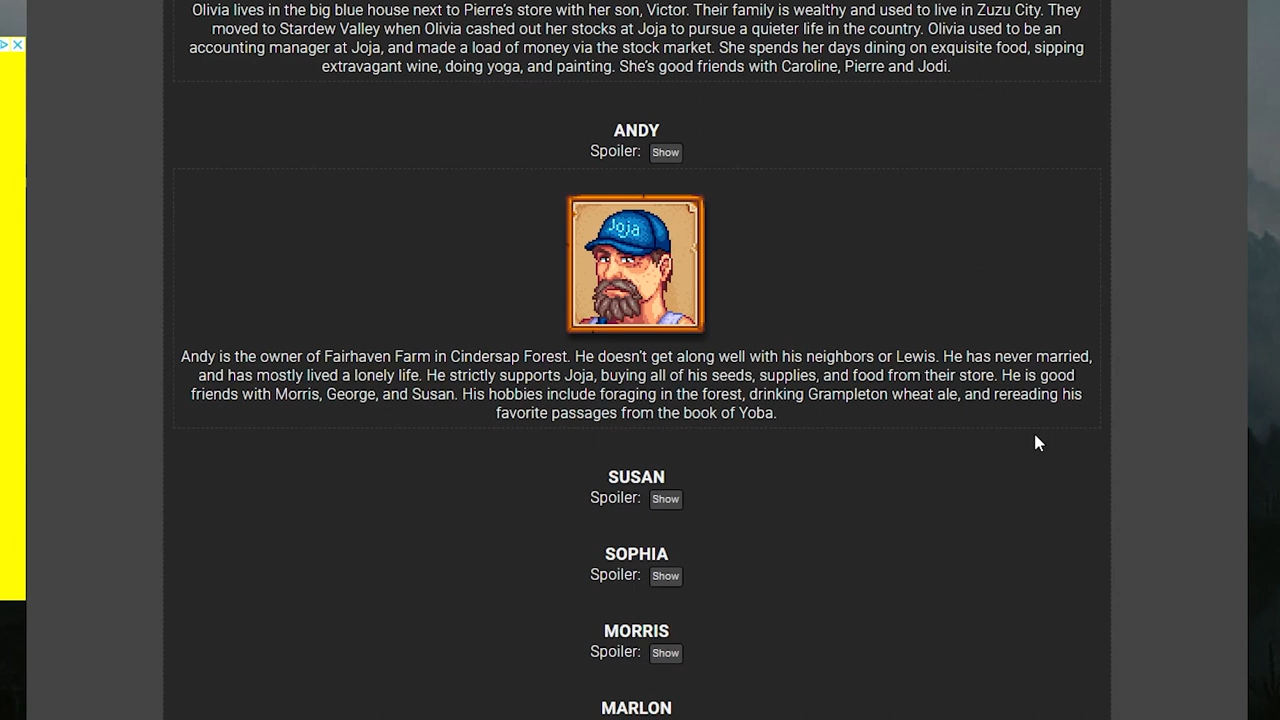 Olivia lives in the big blue house next to Pierre's store with her son, Victor. Their family is wealthy and used to live in Zuzu City. They
moved to Stardew Valley when Olivia cashed out her stocks at Joja to pursue a quieter life in the country. Olivia used to be an
accounting manager at Joja, and made a load of money via the stock market. She spends her days dining on exquisite food, sipping
extravagant wine, doing yoga, and painting. She's good friends with Caroline, Pierre and Jodi.
ANDY
Spoiler: Show
Joja
Andy is the owner of Fairhaven Farm in Cindersap Forest. He doesn't get along well with his neighbors or Lewis. He has never married,
and has mostly lived a lonely life. He strictly supports Joja, buying all of his seeds, supplies, and food from their store. He is good
friends with Morris, George, and Susan. His hobbies include foraging in the forest, drinking Grampleton wheat ale, and rereading his
favorite passages from the book of Yoba.
SUSAN
Spoiler: Show
SOPHIA
Spoiler: Show
MORRIS
Spoiler: Show
MARLON